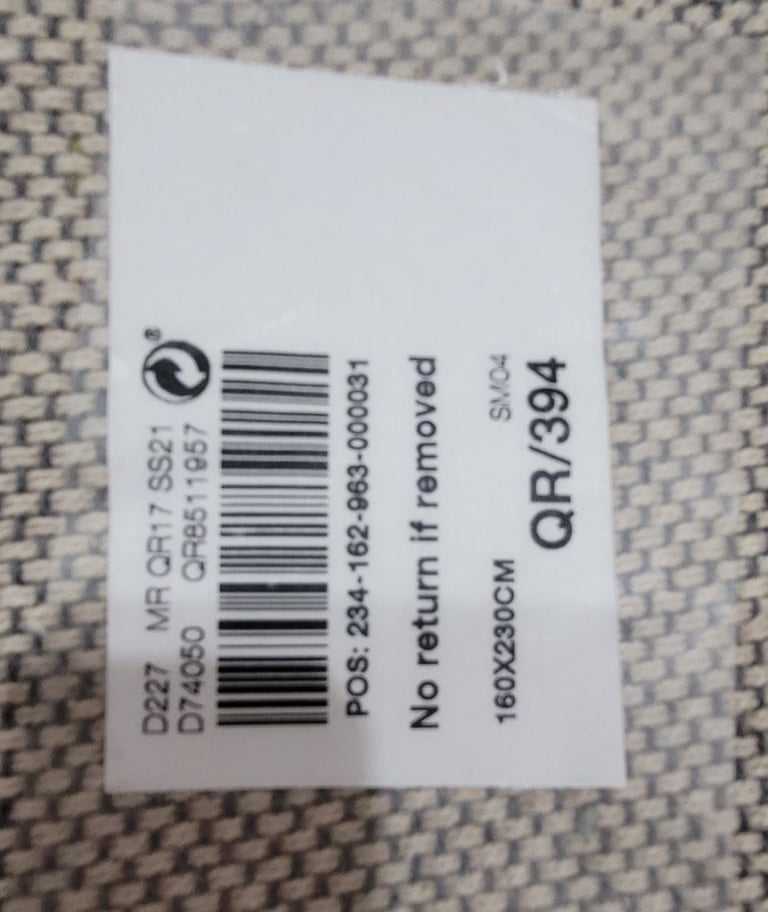 D227 MR QR17 SS21
D74050 QR8511957
POS: 234-162-963-000031
No return if removed
160X230CM SM04
QR/394